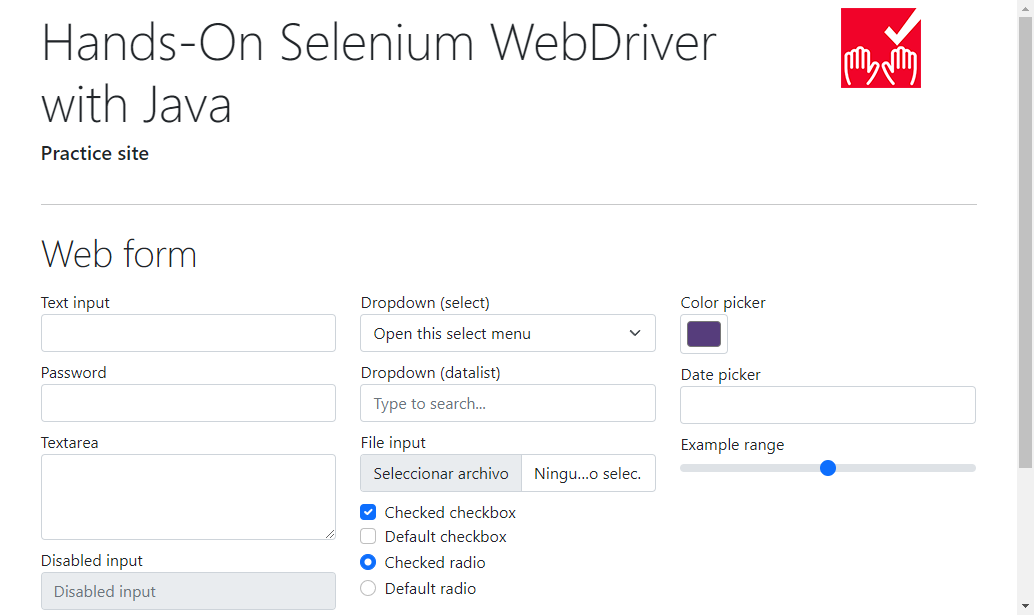 Hands-On Selenium WebDriver
with Java
Practice site
Web form
Text input
Password
Textarea
Disabled input
Disabled input
Dropdown (select)
Open this select menu
Dropdown (datalist)
Type to search...
File input
Seleccionar archivo Ningu...o selec.
Checked checkbox
Default checkbox
Checked radio
Default radio
Color picker
Date picker
Example range